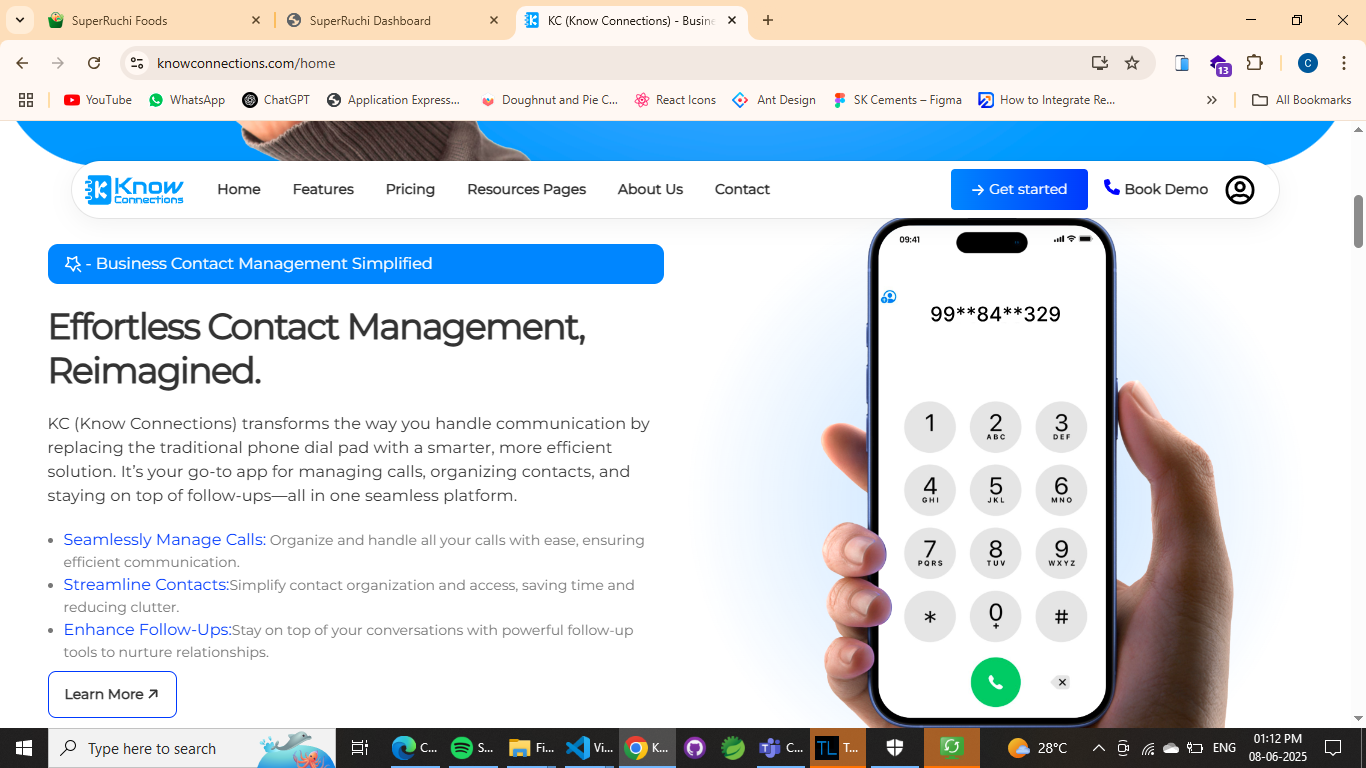 SuperRuchi Foods
SuperRuchi Dashboard
KC (Know Connections) - Busine
knowconnections.com/home
13
C
YouTube
WhatsApp
ChatGPT
Application Express...
Doughnut and Pie C...
React Icons
Ant Design
SK Cements – Figma
How to Integrate Re...
All Bookmarks
Know
Connections
Home
Features
Pricing
Resources Pages
About Us
Contact
→ Get started
Book Demo
- Business Contact Management Simplified
Effortless Contact Management,
Reimagined.
KC (Know Connections) transforms the way you handle communication by
replacing the traditional phone dial pad with a smarter, more efficient
solution. It's your go-to app for managing calls, organizing contacts, and
staying on top of follow-ups—all in one seamless platform.
Seamlessly Manage Calls: Organize and handle all your calls with ease, ensuring
efficient communication.
Streamline Contacts:Simplify contact organization and access, saving time and
reducing clutter.
Enhance Follow-Ups:Stay on top of your conversations with powerful follow-up
tools to nurture relationships.
Learn More
09:41
99**84**329
1
2
ABC
3
DEF
4
GHI
5
JKL
6
MNO
7
PQRS
8
TUV
9
WXYZ
*
0
+
#
Type here to search
C...
S...
Fi...
Vi...
K...
C...
TL
T...
28°C
ENG
01:12 PM
08-06-2025